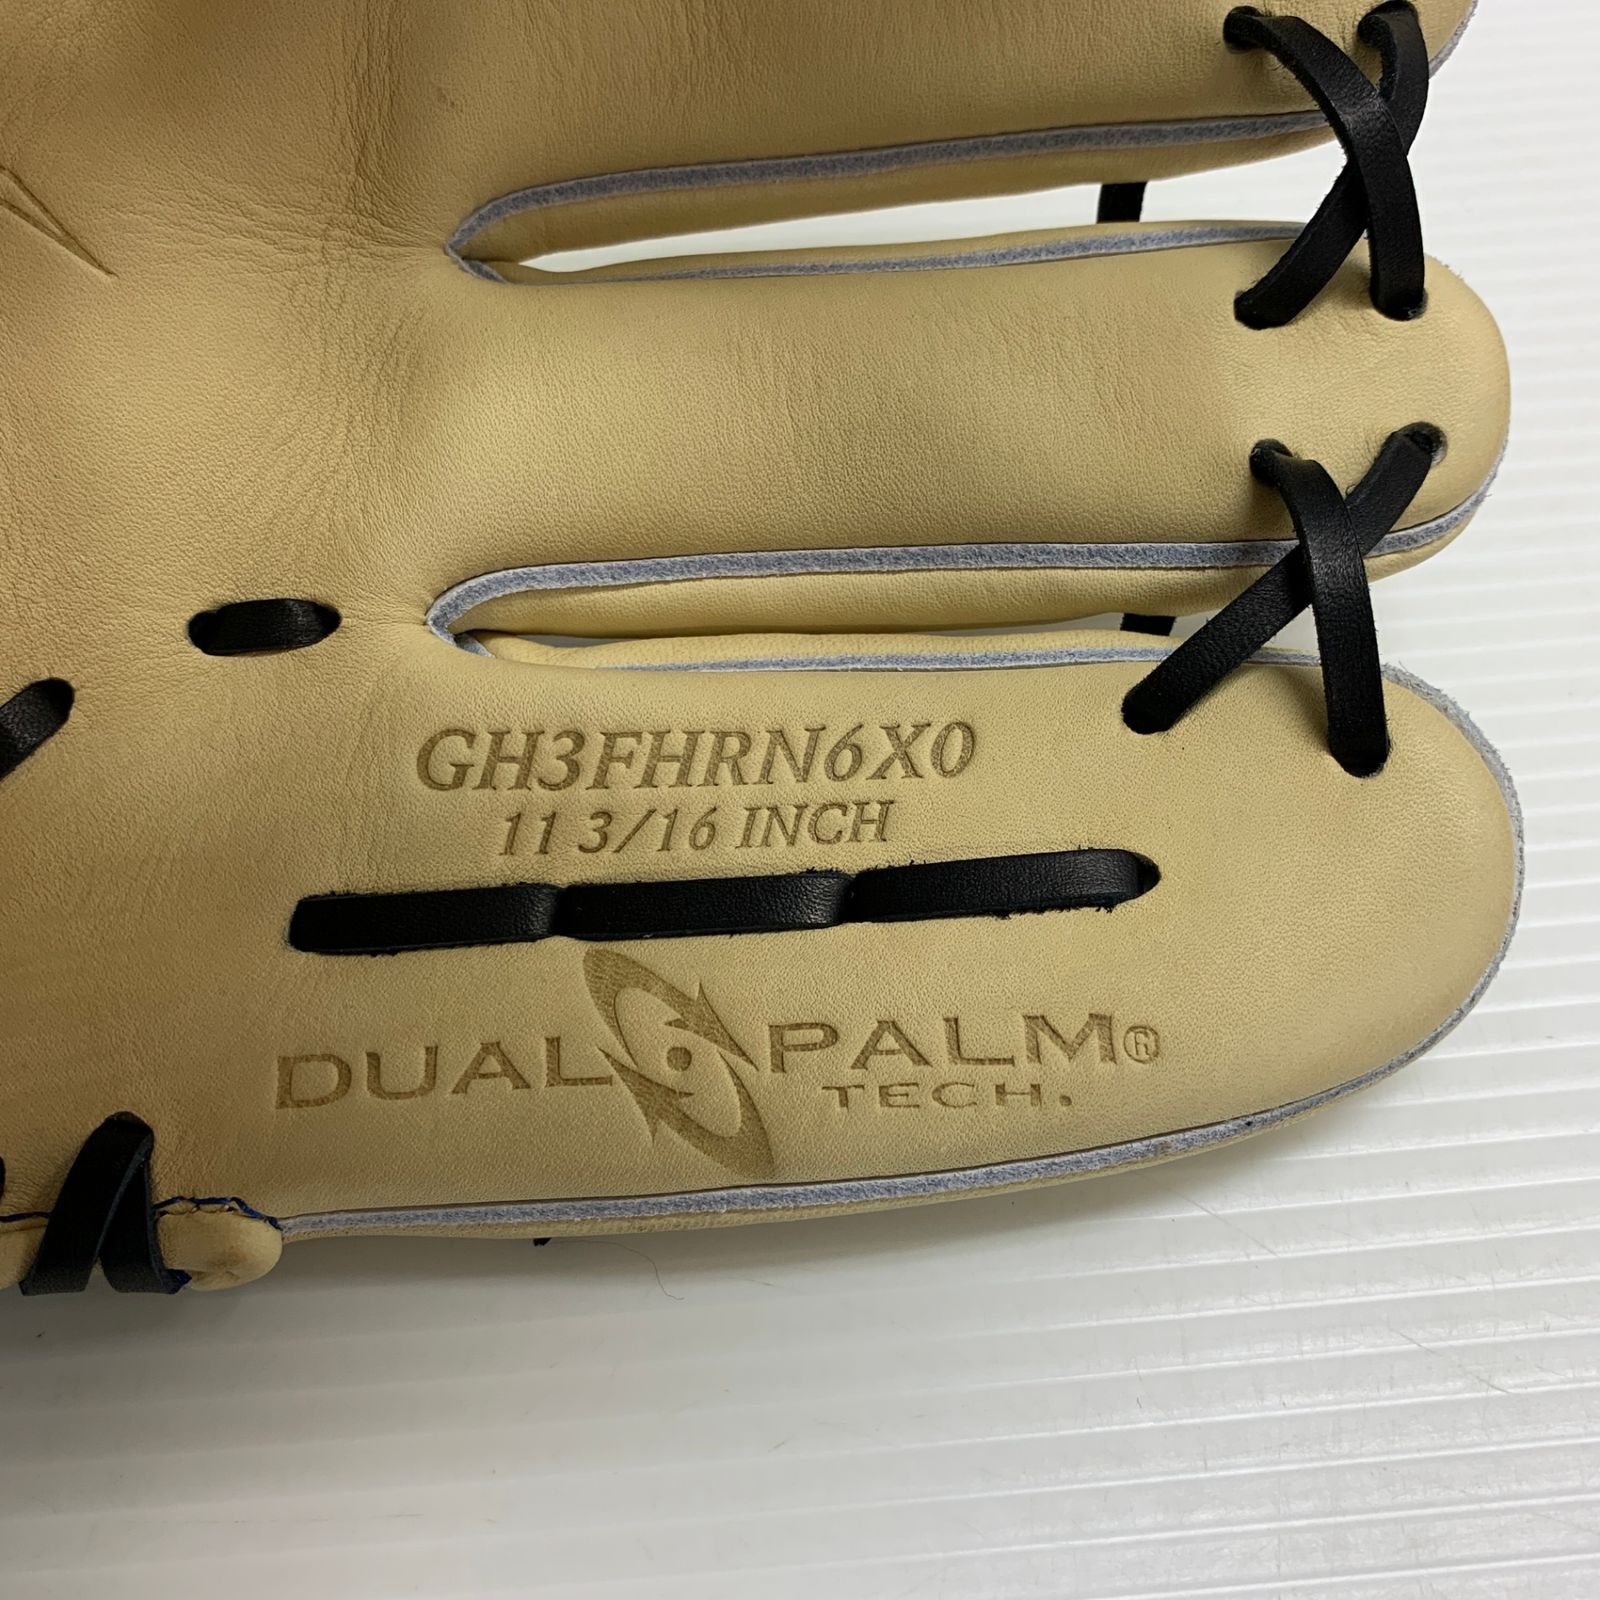 GH3FHRN6X0
11 3/16 INCH
DUAL PALM®
TECH.